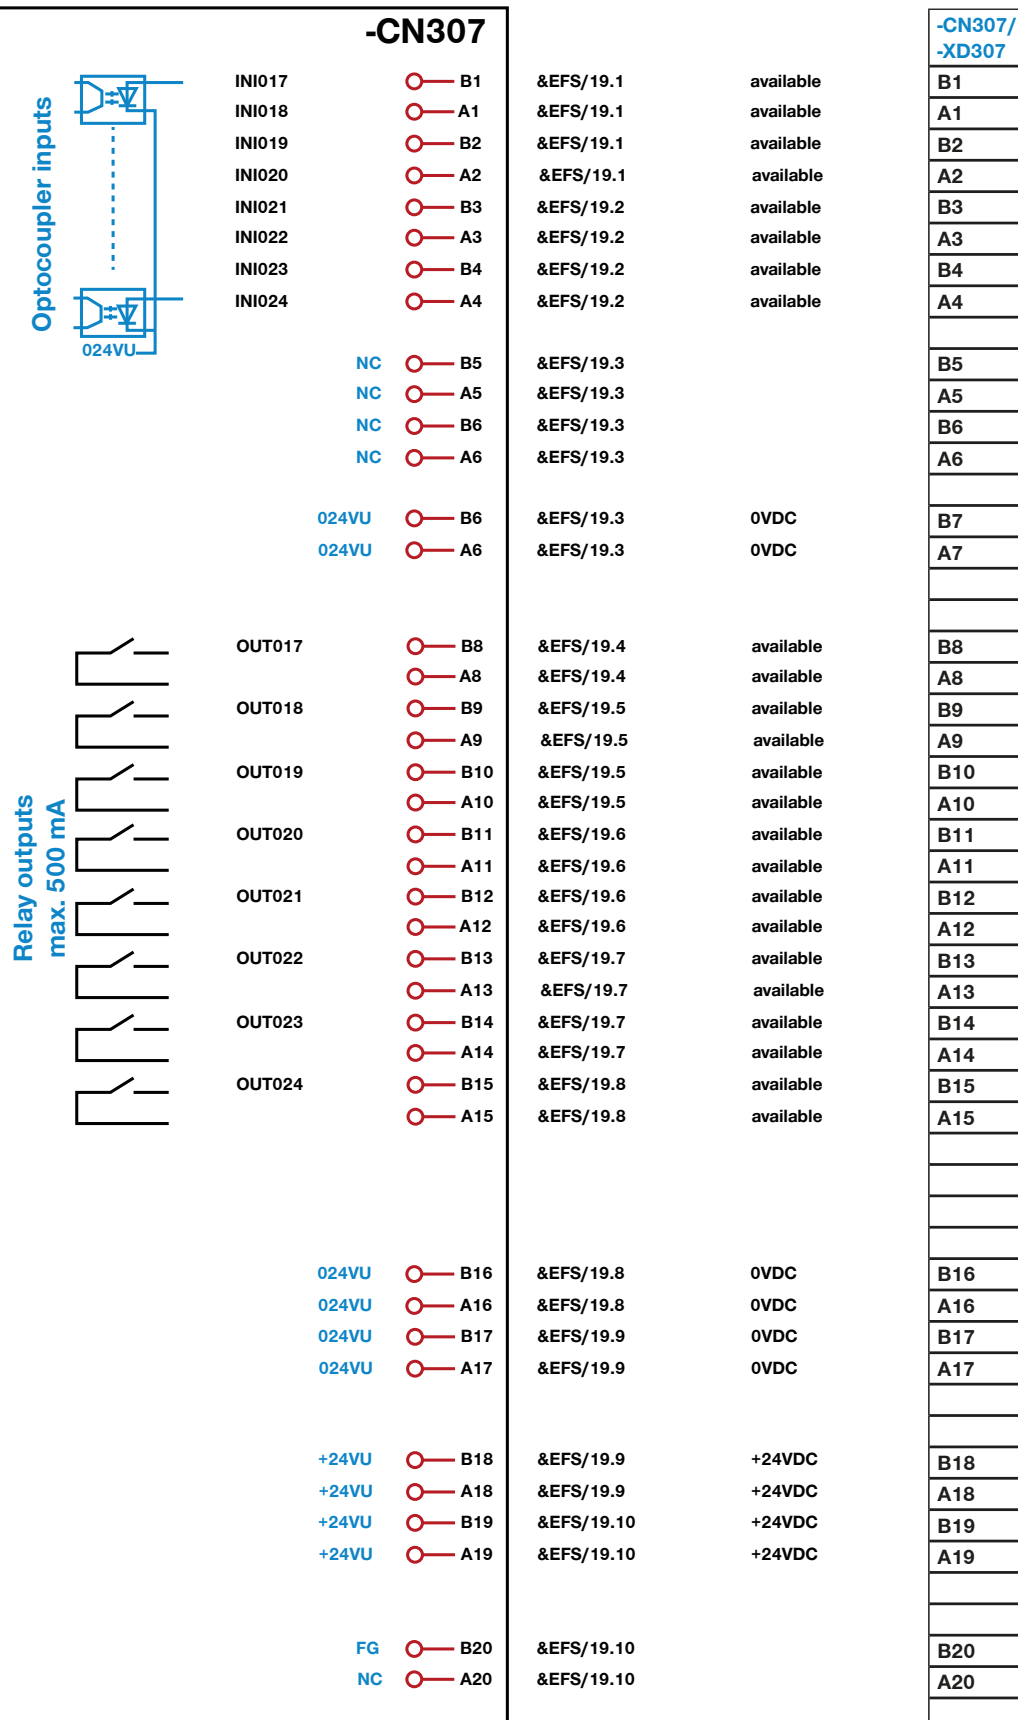 -CN307
-CN307/
-XD307
Optocoupler inputs
INI017 B1 &EFS/19.1 available B1
INI018 A1 &EFS/19.1 available A1
INI019 B2 &EFS/19.1 available B2
INI020 A2 &EFS/19.1 available A2
INI021 B3 &EFS/19.2 available B3
INI022 A3 &EFS/19.2 available A3
INI023 B4 &EFS/19.2 available B4
INI024 A4 &EFS/19.2 available A4
024VU
NC B5 &EFS/19.3 B5
NC A5 &EFS/19.3 A5
NC B6 &EFS/19.3 B6
NC A6 &EFS/19.3 A6
024VU B6 &EFS/19.3 0VDC B7
024VU A6 &EFS/19.3 0VDC A7
Relay outputs
max. 500 mA
OUT017 B8 &EFS/19.4 available B8
A8 &EFS/19.4 available A8
OUT018 B9 &EFS/19.5 available B9
A9 &EFS/19.5 available A9
OUT019 B10 &EFS/19.5 available B10
A10 &EFS/19.5 available A10
OUT020 B11 &EFS/19.6 available B11
A11 &EFS/19.6 available A11
OUT021 B12 &EFS/19.6 available B12
A12 &EFS/19.6 available A12
OUT022 B13 &EFS/19.7 available B13
A13 &EFS/19.7 available A13
OUT023 B14 &EFS/19.7 available B14
A14 &EFS/19.7 available A14
OUT024 B15 &EFS/19.8 available B15
A15 &EFS/19.8 available A15
024VU B16 &EFS/19.8 0VDC B16
024VU A16 &EFS/19.8 0VDC A16
024VU B17 &EFS/19.9 0VDC B17
024VU A17 &EFS/19.9 0VDC A17
+24VU B18 &EFS/19.9 +24VDC B18
+24VU A18 &EFS/19.9 +24VDC A18
+24VU B19 &EFS/19.10 +24VDC B19
+24VU A19 &EFS/19.10 +24VDC A19
FG B20 &EFS/19.10 B20
NC A20 &EFS/19.10 A20